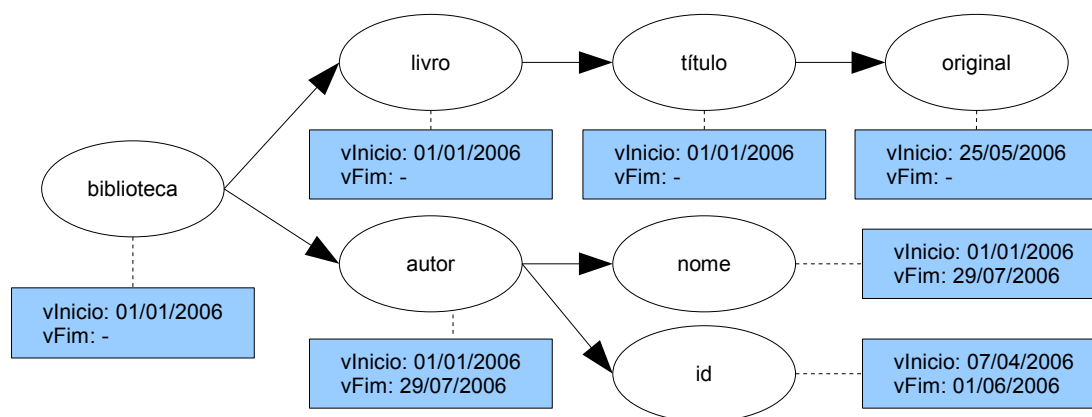 livro
título
original
vInicio: 01/01/2006
vFim: -
vInicio: 01/01/2006
vFim: -
vInicio: 25/05/2006
vFim: -
biblioteca
autor
nome
vInicio: 01/01/2006
vFim: 29/07/2006
vInicio: 01/01/2006
vFim: -
vInicio: 01/01/2006
vFim: 29/07/2006
id
vInicio: 07/04/2006
vFim: 01/06/2006